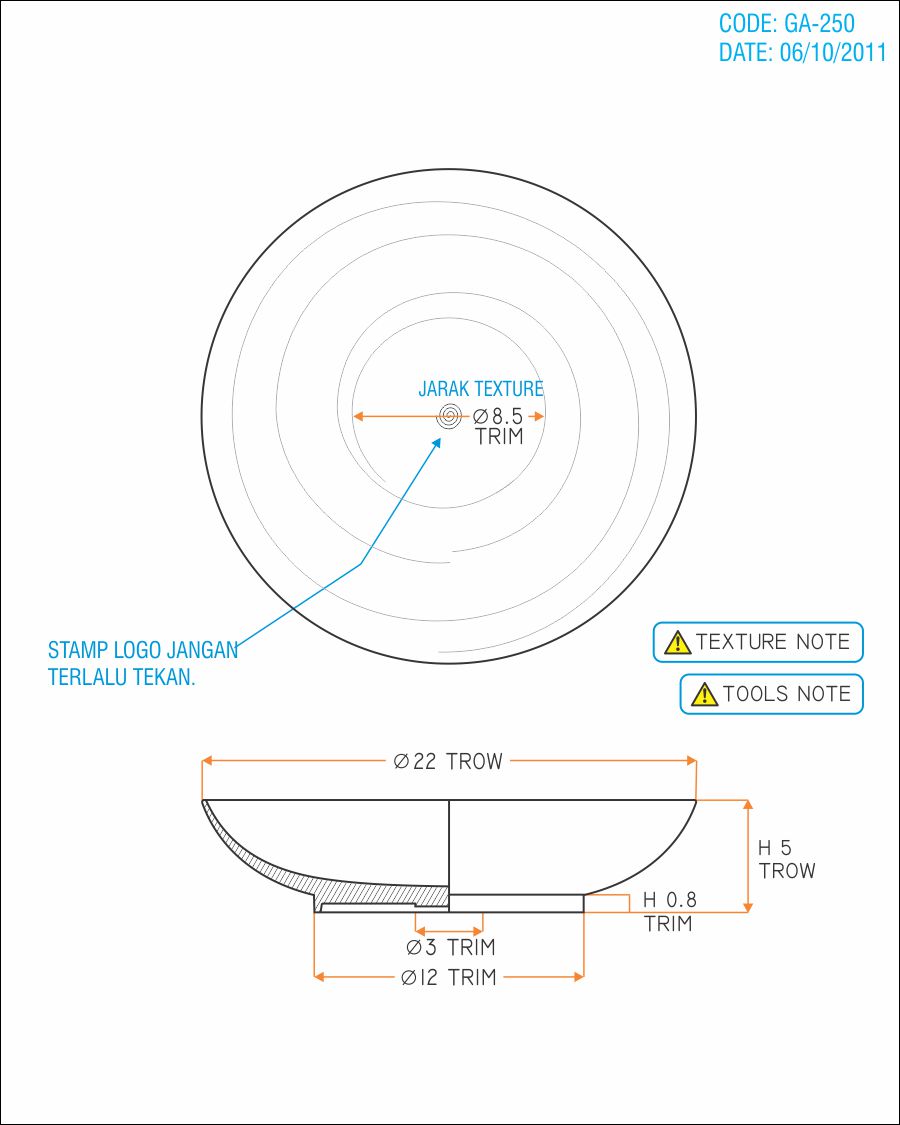 CODE: GA-250
DATE: 06/10/2011
JARAK TEXTURE
Ø8.5
TRIM
STAMP LOGO JANGAN
TERLALU TEKAN.
TEXTURE NOTE
TOOLS NOTE
Ø22 TROW
H 5
TROW
H 0.8
TRIM
Ø3 TRIM
Ø12 TRIM